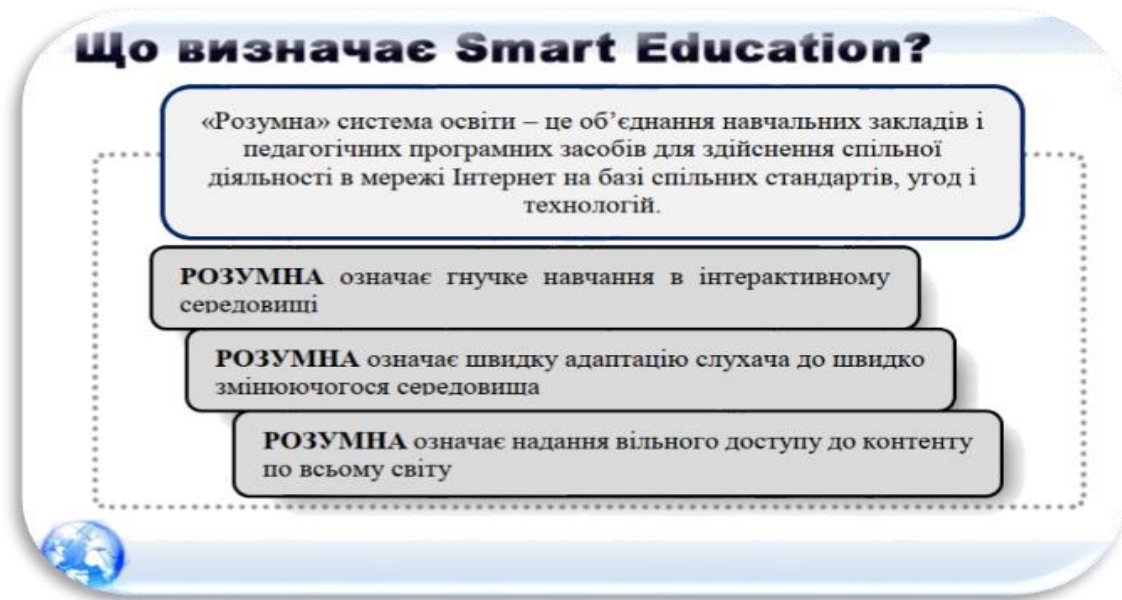 Що визначає Smart Education?
«Розумна» система освіти – це об’єднання навчальних закладів і
педагогічних програмних засобів для здійснення спільної
діяльності в мережі Інтернет на базі спільних стандартів, угод і
технологій.
РОЗУМНА означає гнучке навчання в інтерактивному
середовищі
РОЗУМНА означає швидку адаптацію слухача до швидко
змінюючогося середовища
РОЗУМНА означає надання вільного доступу до контенту
по всьому світу